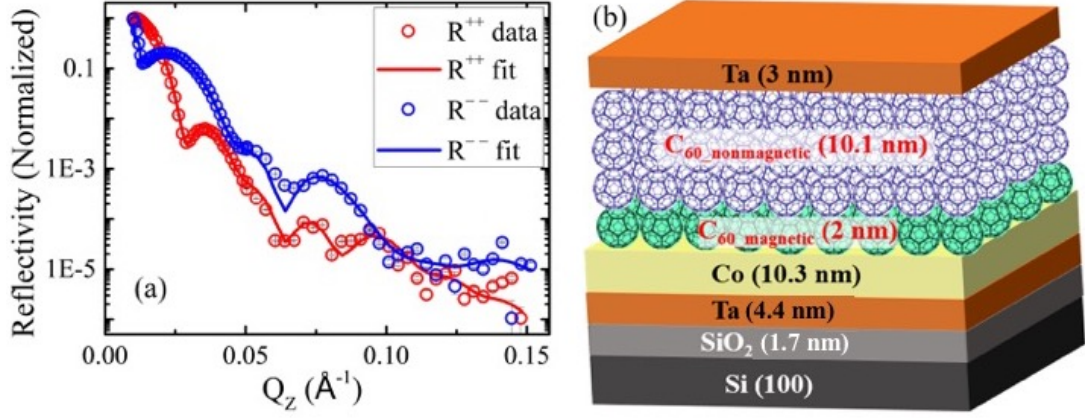 Reflectivity (Normalized)
0.1
1E-3
1E-5
R⁺⁺ data
R⁺⁺ fit
R⁻⁻ data
R⁻⁻ fit
(a)
0.00
0.05
0.10
0.15
Q_Z (Å⁻¹)
(b)
Ta (3 nm)
C₆₀_nonmagnetic (10.1 nm)
C₆₀_magnetic (2 nm)
Co (10.3 nm)
Ta (4.4 nm)
SiO₂ (1.7 nm)
Si (100)